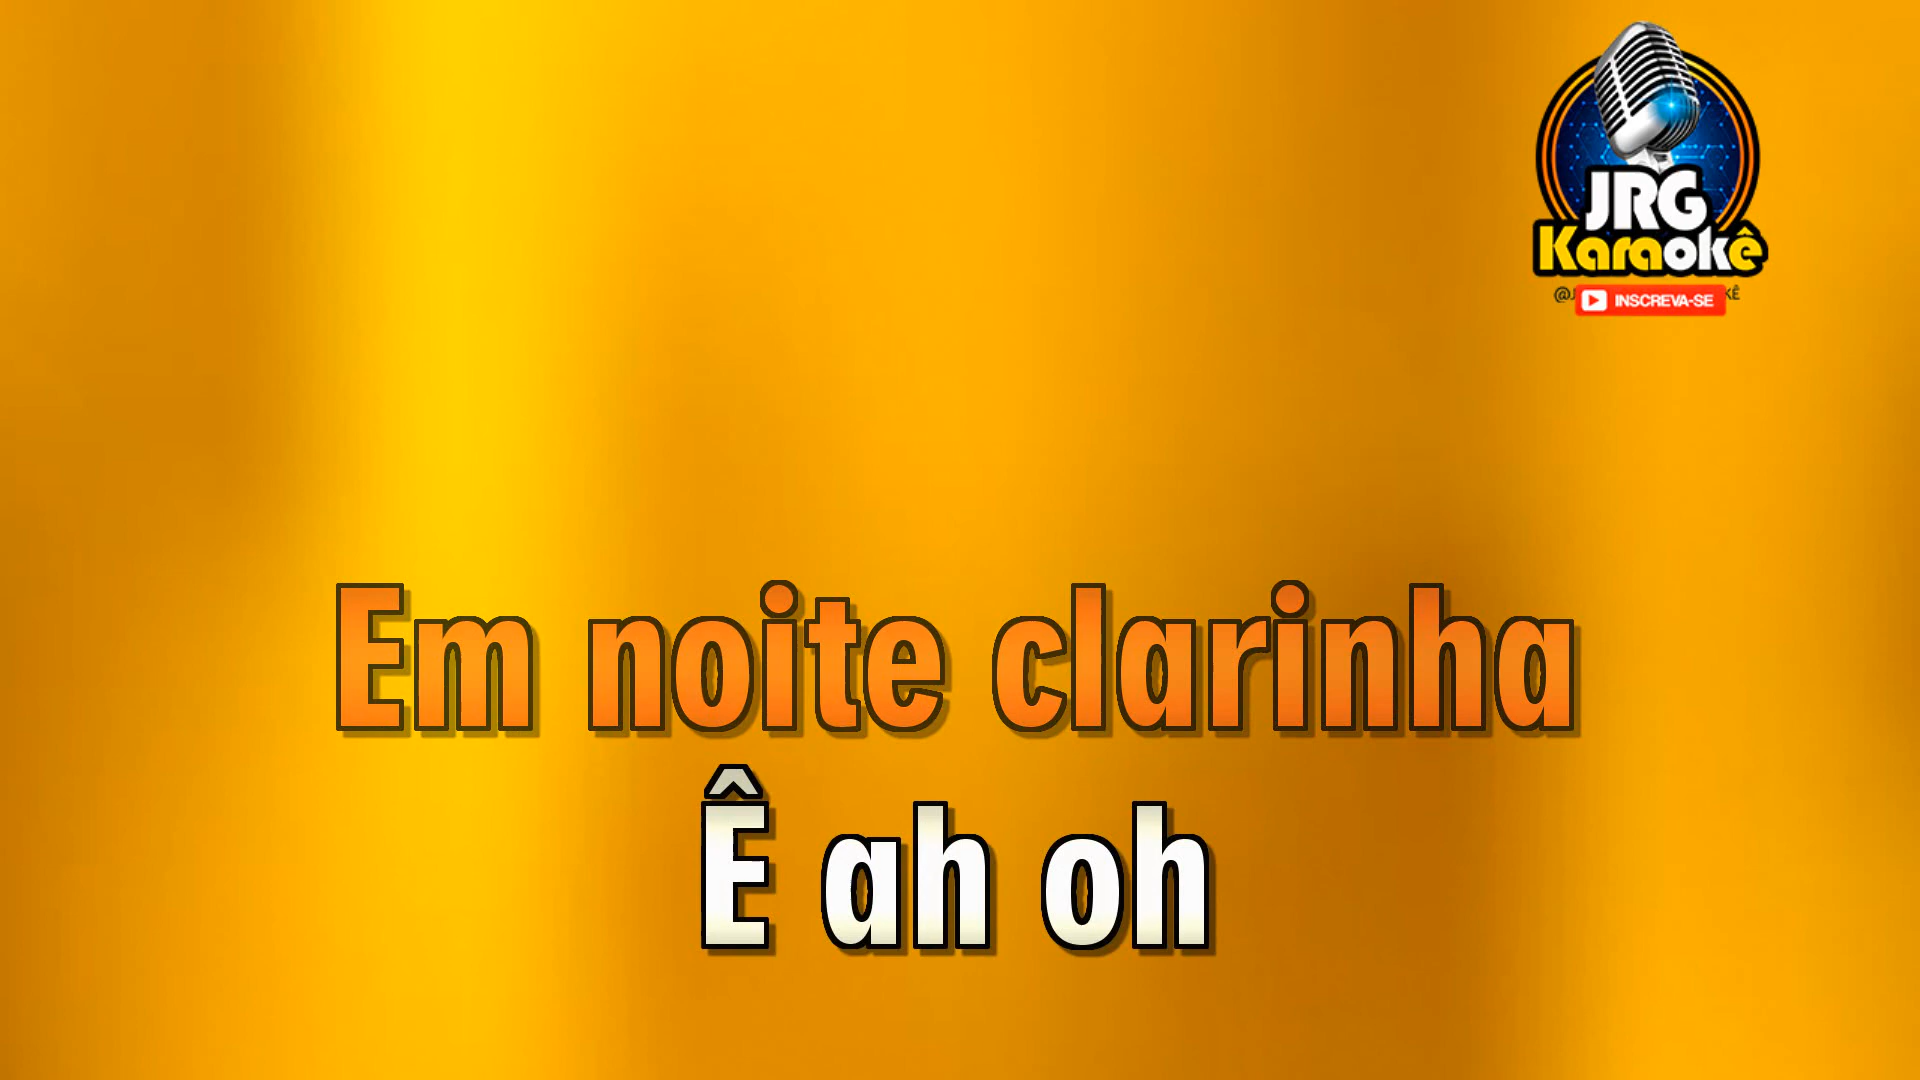 JRG
Karaokê
INSCREVA-SE
Em noite clarinha
Ê ah oh